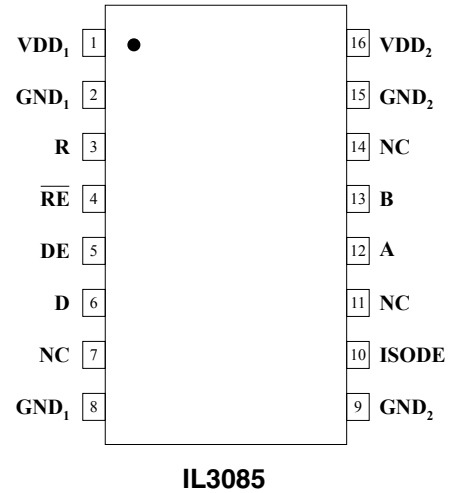 VDD₁ 1 16 VDD₂
GND₁ 2 15 GND₂
R 3 14 NC
R̅E̅ 4 13 B
DE 5 12 A
D 6 11 NC
NC 7 10 ISODE
GND₁ 8 9 GND₂
IL3085